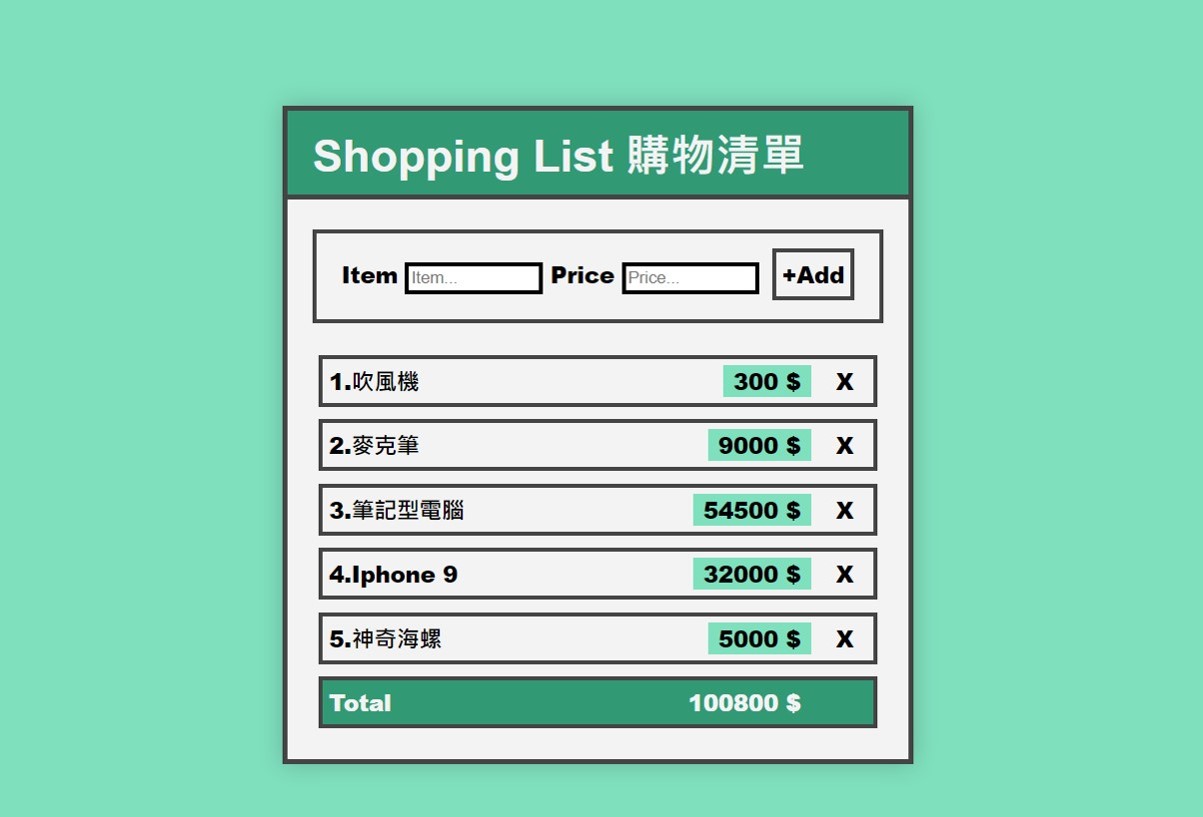 Shopping List 購物清單
Item Item... Price Price... +Add
1.吹風機 300 $ X
2.麥克筆 9000 $ X
3.筆記型電腦 54500 $ X
4.Iphone 9 32000 $ X
5.神奇海螺 5000 $ X
Total 100800 $